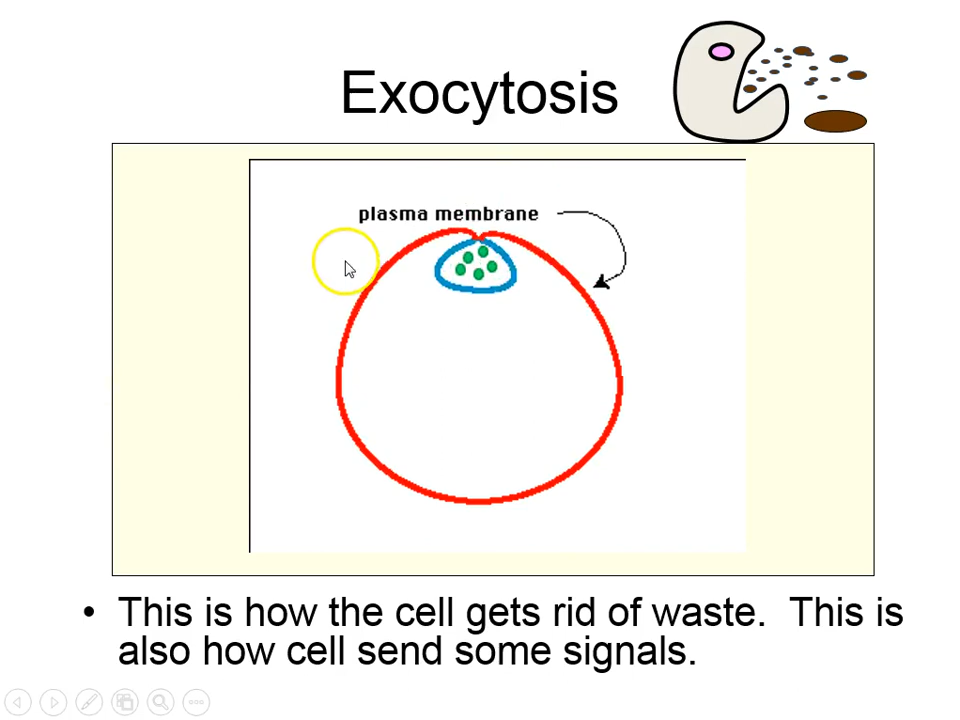 Exocytosis
plasma membrane
• This is how the cell gets rid of waste.  This is
also how cell send some signals.